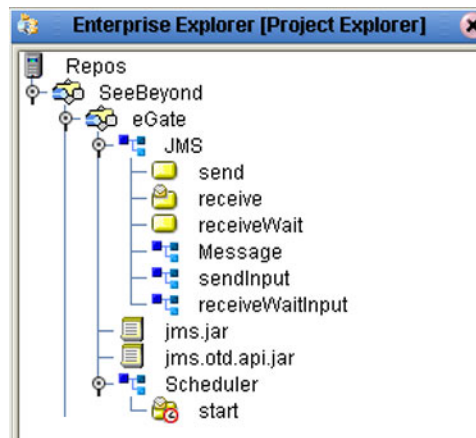 Enterprise Explorer [Project Explorer]
Repos
SeeBeyond
eGate
JMS
send
receive
receiveWait
Message
sendInput
receiveWaitInput
jms.jar
jms.otd.api.jar
Scheduler
start